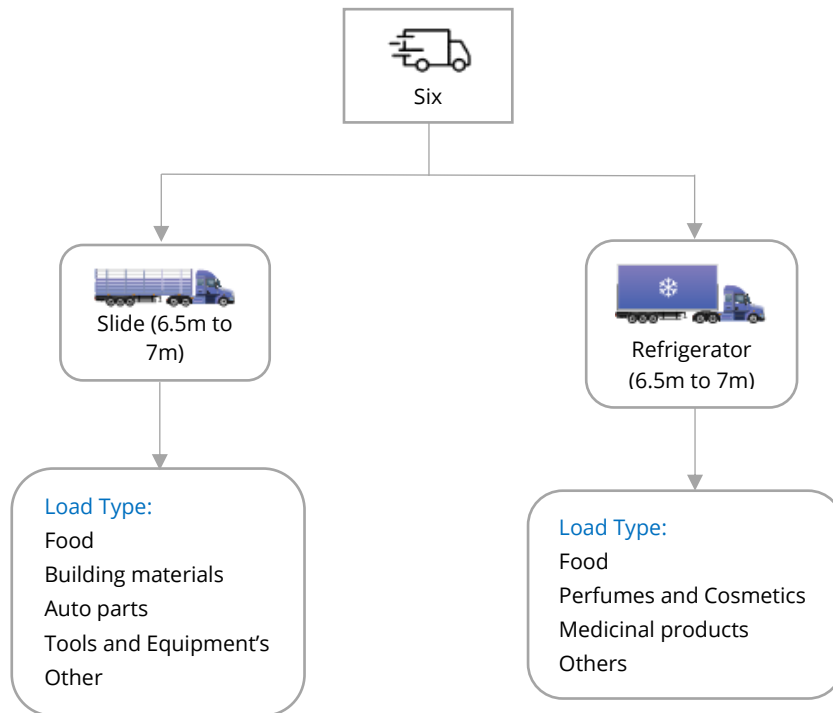 Six
Slide (6.5m to
7m)
Refrigerator
(6.5m to 7m)
Load Type:
Food
Building materials
Auto parts
Tools and Equipment’s
Other
Load Type:
Food
Perfumes and Cosmetics
Medicinal products
Others